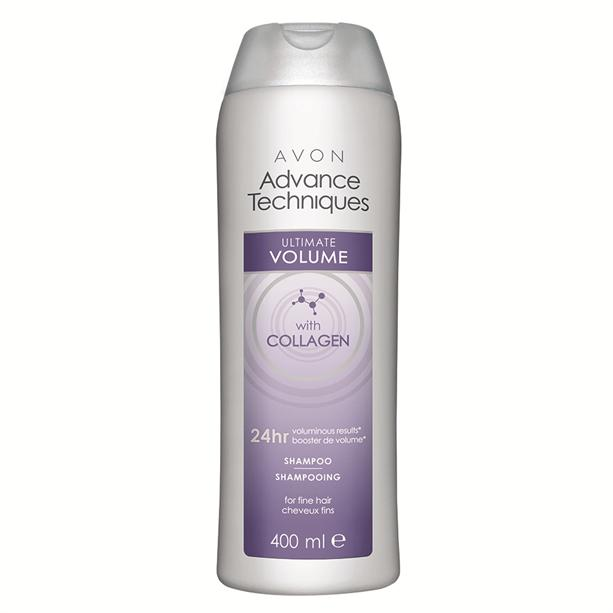 AVON
Advance
Techniques
ULTIMATE
VOLUME
with
COLLAGEN
24hr voluminous results*
booster de volume*
SHAMPOO
SHAMPOOING
for fine hair
cheveux fins
400 ml e